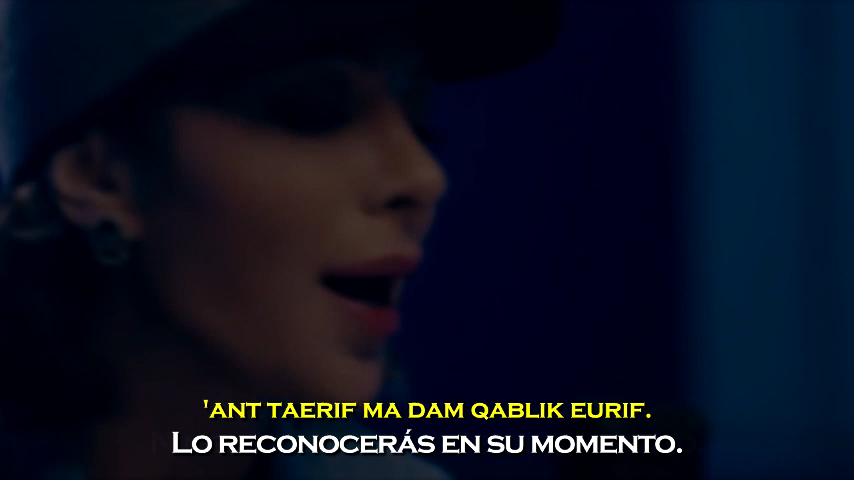 'ANT TAERIF MA DAM QABLIK EURIF.
LO RECONOCERÁS EN SU MOMENTO.